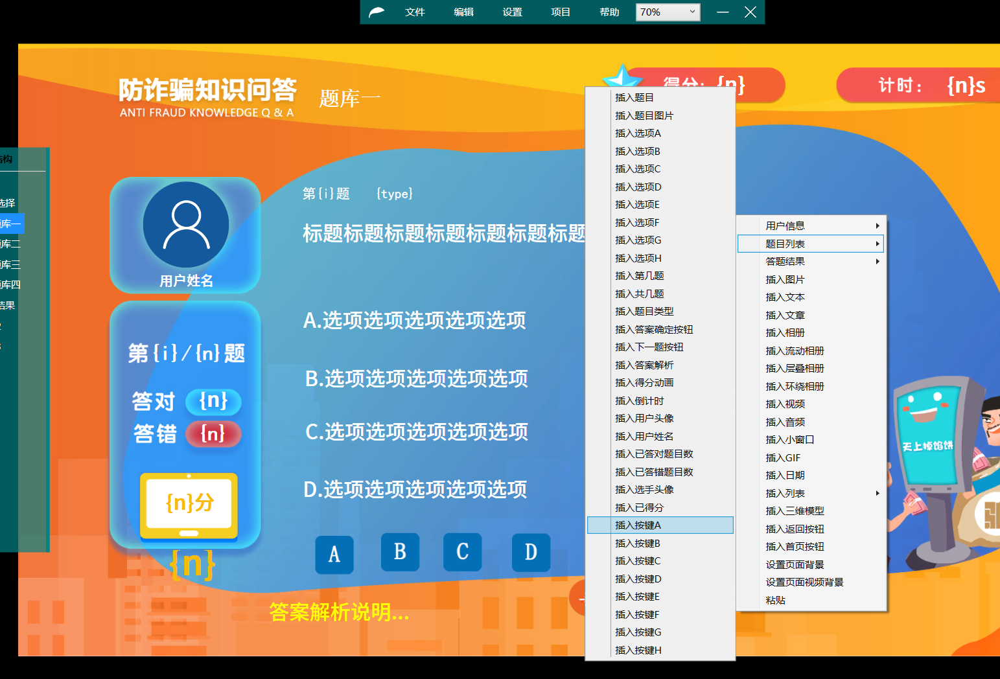 文件 编辑 设置 项目 帮助 70%
防诈骗知识问答 题库一
ANTI FRAUD KNOWLEDGE Q & A
得分: {n}
计时: {n}s
结构
选择
题库一
题库二
题库三
题库四
结果
用户姓名
第{i}/{n}题
答对 {n}
答错 {n}
{n}分
{n}
第{i}题 {type}
标题标题标题标题标题标题标题
A.选项选项选项选项选项
B.选项选项选项选项选项
C.选项选项选项选项选项
D.选项选项选项选项选项
A B C D
答案解析说明...
插入题目
插入题目图片
插入选项A
插入选项B
插入选项C
插入选项D
插入选项E
插入选项F
插入选项G
插入选项H
插入第几题
插入共几题
插入题目类型
插入答案确定按钮
插入下一题按钮
插入答案解析
插入得分动画
插入倒计时
插入用户头像
插入用户姓名
插入已答对题目数
插入已答错题目数
插入选手头像
插入已得分
插入按键A
插入按键B
插入按键C
插入按键D
插入按键E
插入按键F
插入按键G
插入按键H
用户信息
题目列表
答题结果
插入图片
插入文本
插入文章
插入相册
插入流动相册
插入层叠相册
插入环绕相册
插入视频
插入音频
插入小窗口
插入GIF
插入日期
插入列表
插入三维模型
插入返回按钮
插入首页按钮
设置页面背景
设置页面视频背景
粘贴
天上掉馅饼